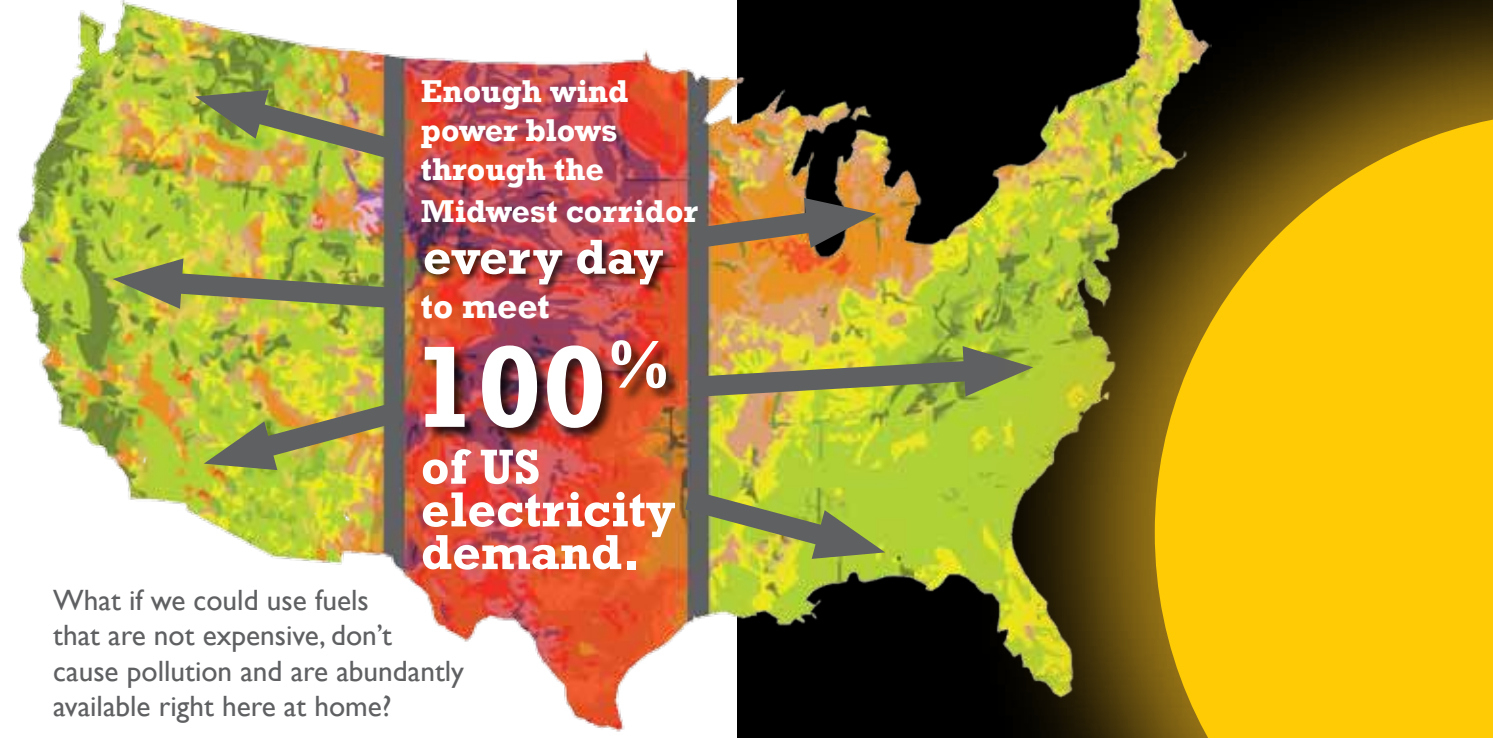 Enough wind
power blows
through the
Midwest corridor
every day
to meet
100%
of US
electricity
demand.
What if we could use fuels
that are not expensive, don’t
cause pollution and are abundantly
available right here at home?